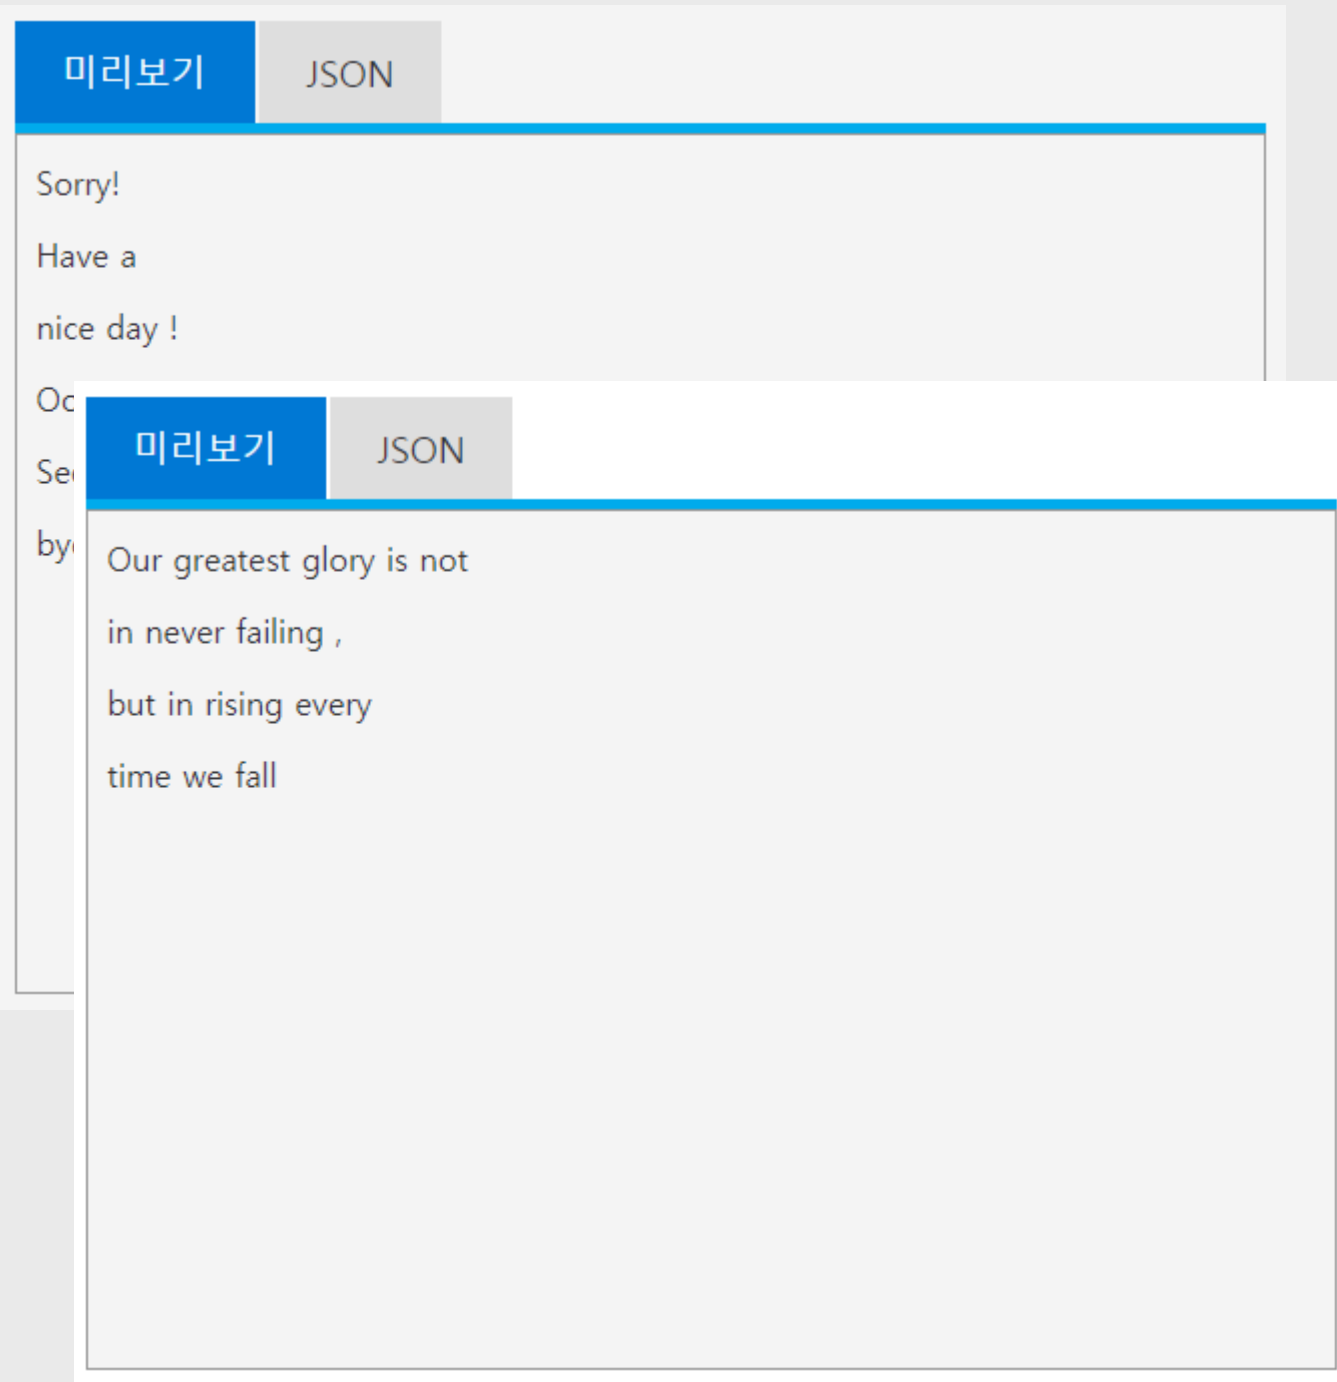 미리보기 JSON
Sorry!
Have a
nice day !
미리보기 JSON
Our greatest glory is not
in never failing ,
but in rising every
time we fall